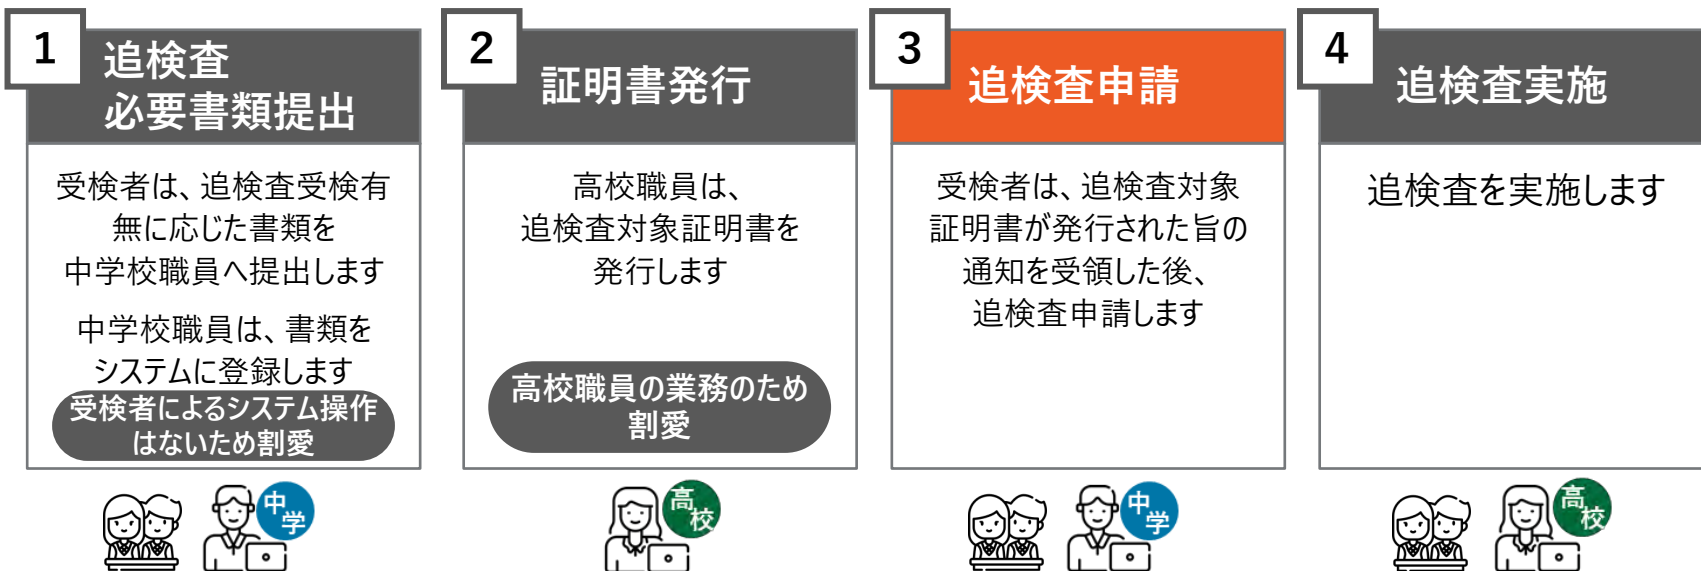 1
追検査
必要書類提出
受検者は、追検査受検有
無に応じた書類を
中学校職員へ提出します
中学校職員は、書類を
システムに登録します
受検者によるシステム操作
はないため割愛
中学
2
証明書発行
高校職員は、
追検査対象証明書を
発行します
高校職員の業務のため
割愛
高校
3
追検査申請
受検者は、追検査対象
証明書が発行された旨の
通知を受領した後、
追検査申請します
中学
4
追検査実施
追検査を実施します
高校